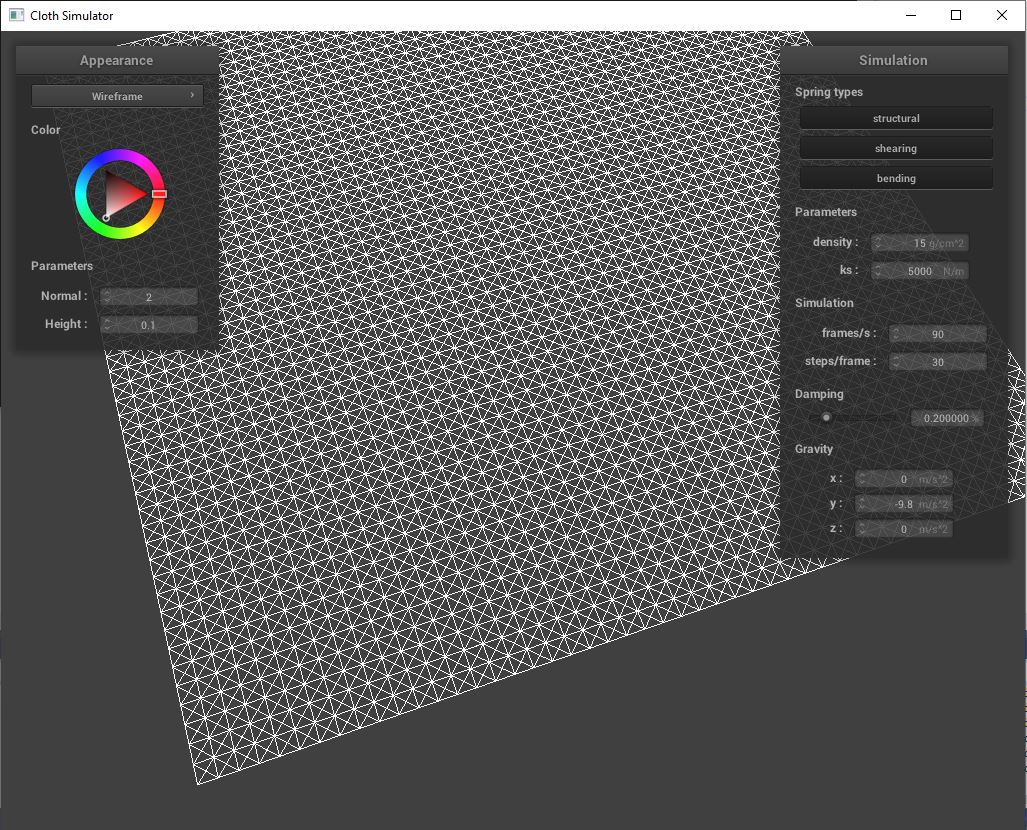 Cloth Simulator
Appearance
Wireframe
Color
Parameters
Normal : 2
Height : 0.1
Simulation
Spring types
structural
shearing
bending
Parameters
density : 15 g/cm^2
ks : 5000 N/m
Simulation
frames/s : 90
steps/frame : 30
Damping
0.200000 %
Gravity
x : 0 m/s^2
y : -9.8 m/s^2
z : 0 m/s^2